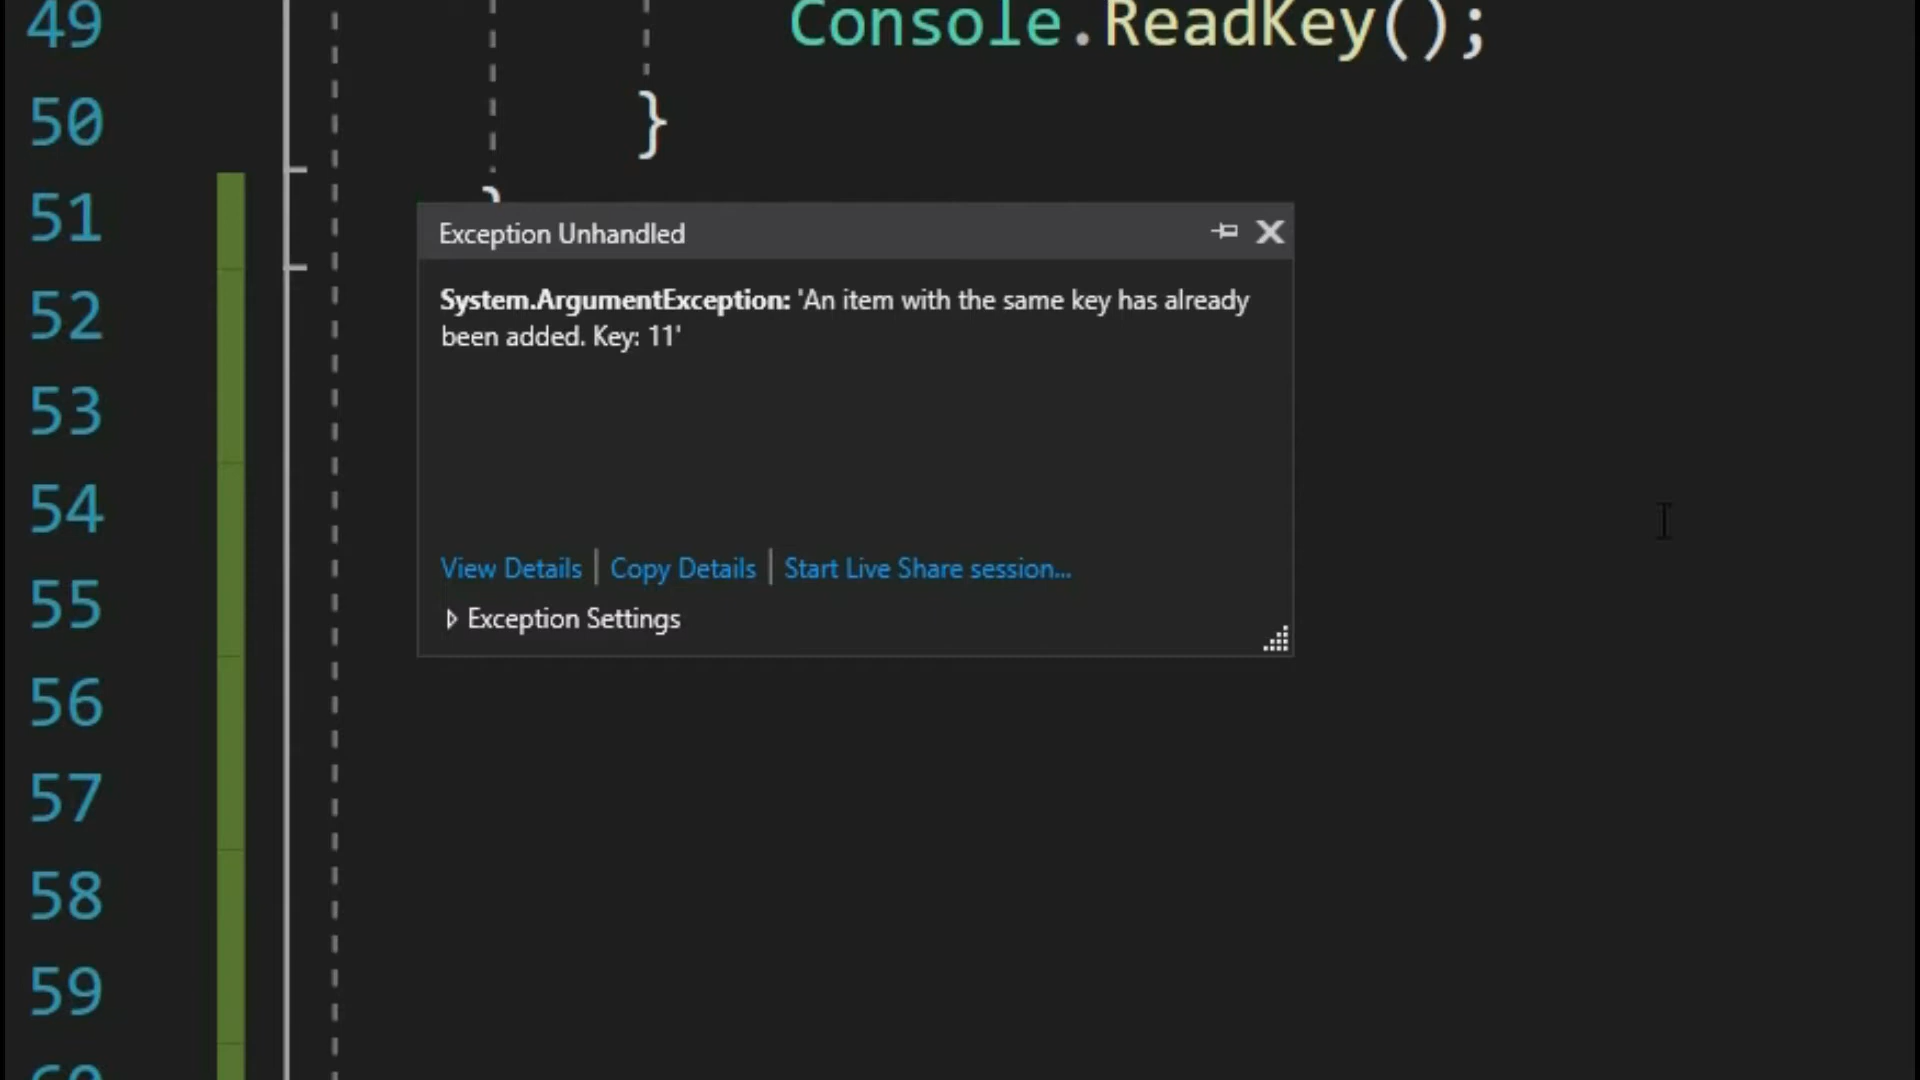 49 Console.ReadKey();
50 }
51 }
Exception Unhandled
System.ArgumentException: 'An item with the same key has already
been added. Key: 11'
52
53
54
View Details | Copy Details | Start Live Share session...
55
Exception Settings
56
57
58
59
60